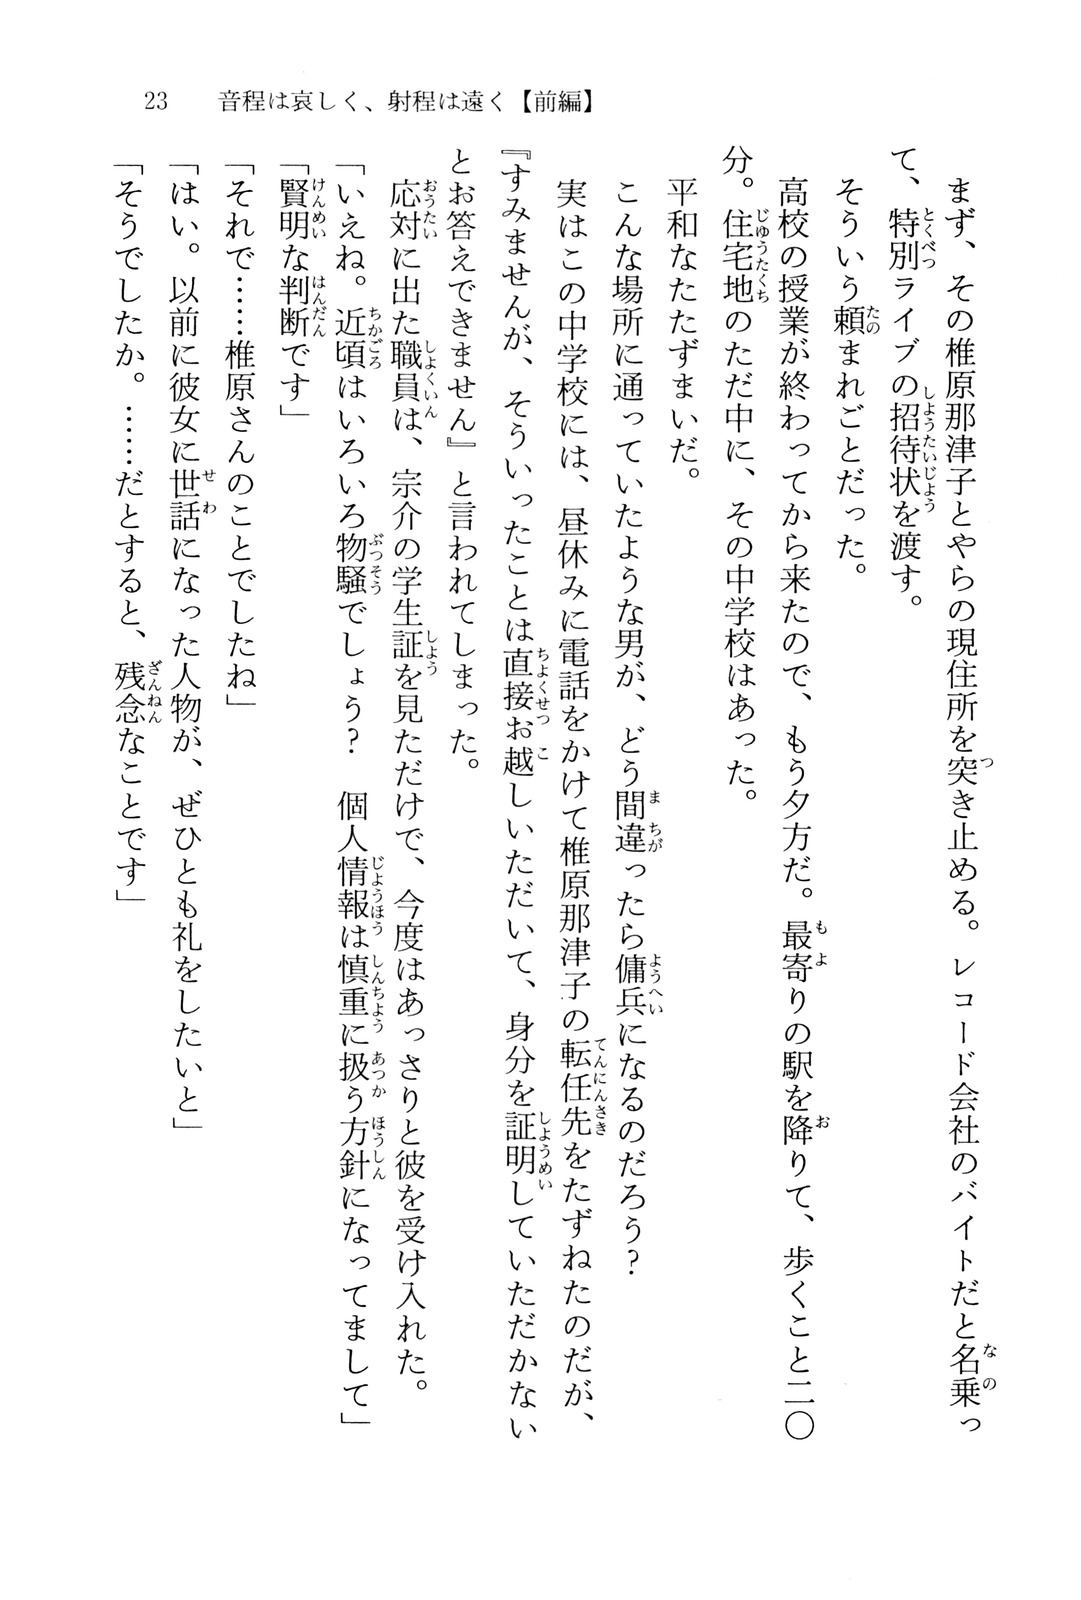 23　音程は哀しく、射程は遠く【前編】
まず、その椎原那津子とやらの現住所を突き止める。レコード会社のバイトだと名乗っ
て、特別ライブの招待状を渡す。
そういう頼まれごとだった。
高校の授業が終わってから来たので、もう夕方だ。最寄りの駅を降りて、歩くこと二〇
分。住宅地のただ中に、その中学校はあった。
平和なたたずまいだ。
こんな場所に通っていたような男が、どう間違ったら傭兵になるのだろう？
実はこの中学校には、昼休みに電話をかけて椎原那津子の転任先をたずねたのだが、
『すみませんが、そういったことは直接お越しいただいて、身分を証明していただかない
とお答えできません』と言われてしまった。
応対に出た職員は、宗介の学生証を見ただけで、今度はあっさりと彼を受け入れた。
「いえね。近頃はいろいろ物騒でしょう？　個人情報は慎重に扱う方針になってまして」
「賢明な判断です」
「それで……椎原さんのことでしたね」
「はい。以前に彼女に世話になった人物が、ぜひとも礼をしたいと」
「そうでしたか。……だとすると、残念なことです」